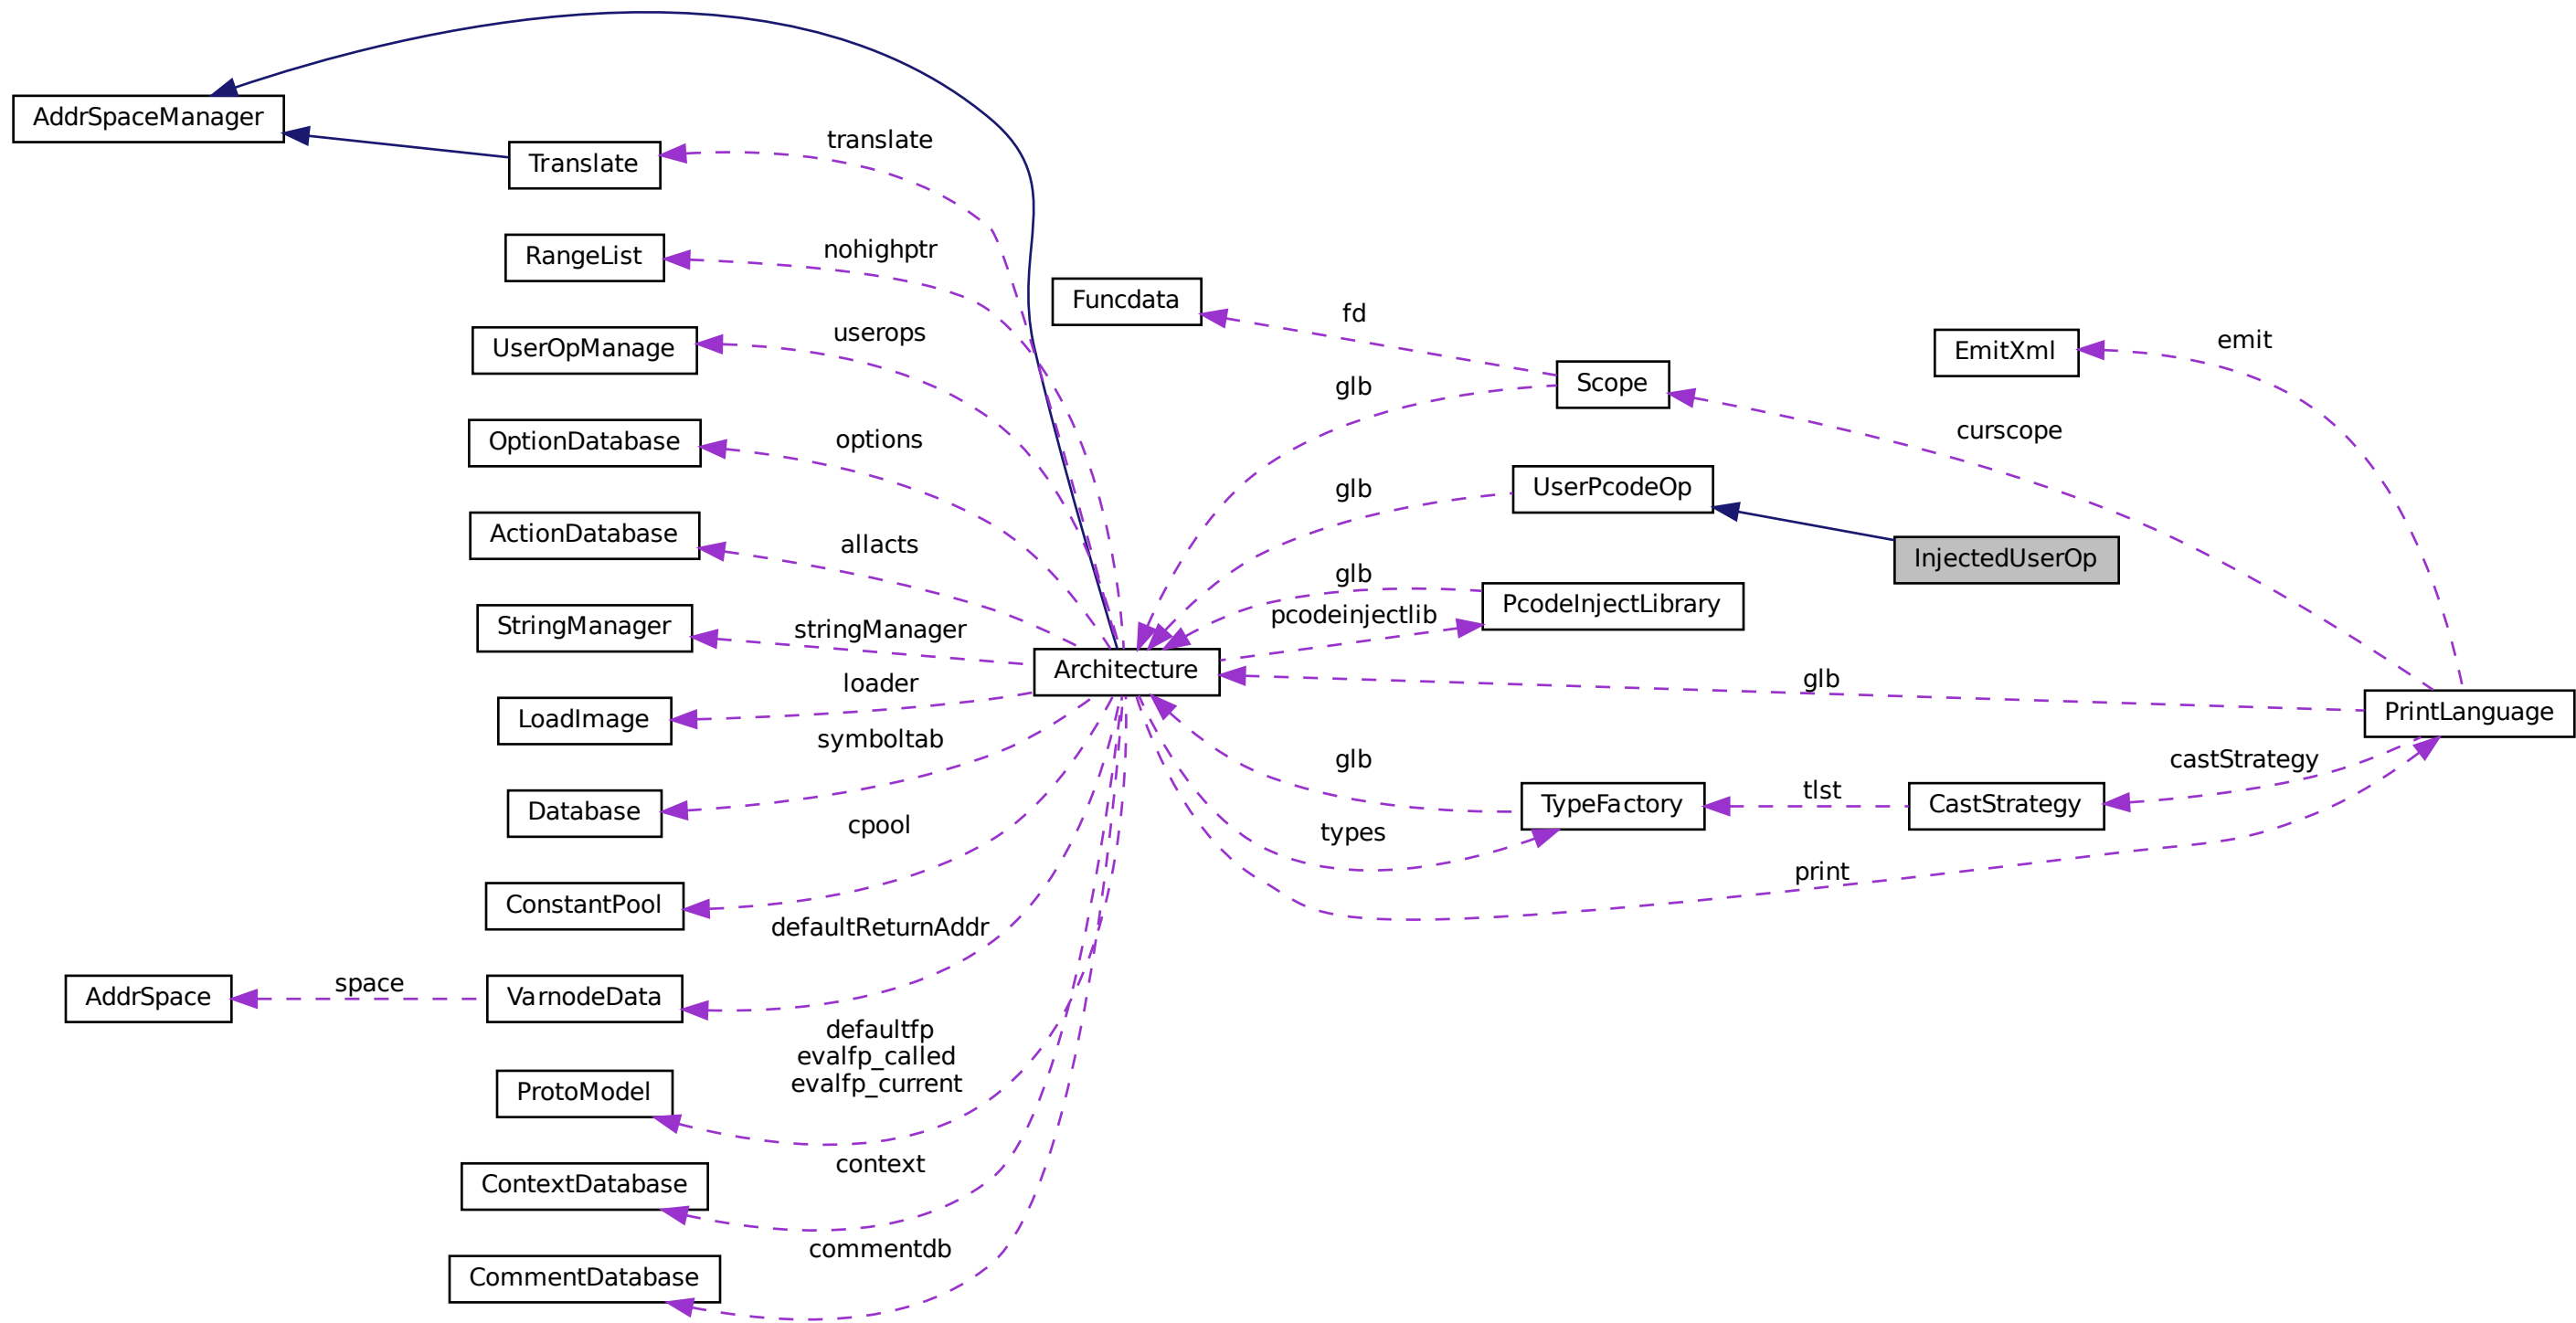 AddrSpaceManager
translate
Translate
nohighptr
RangeList
Funcdata
fd
userops
UserOpManage
emit
EmitXml
Scope
glb
curscope
options
OptionDatabase
glb
UserPcodeOp
allacts
ActionDatabase
InjectedUserOp
glb
PcodeInjectLibrary
pcodeinjectlib
stringManager
StringManager
Architecture
glb
loader
LoadImage
PrintLanguage
symboltab
glb
castStrategy
tlst
TypeFactory
CastStrategy
Database
cpool
types
print
ConstantPool
defaultReturnAddr
space
AddrSpace
VarnodeData
defaultfp
evalfp_called
evalfp_current
ProtoModel
context
ContextDatabase
commentdb
CommentDatabase